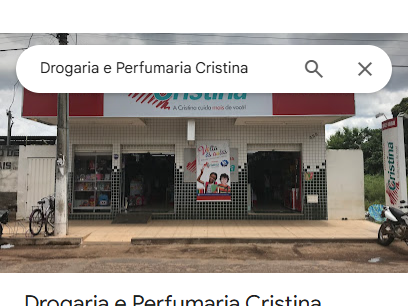 Drogaria e Perfumaria Cristina
Cristina
A Cristina cuida mais de você!
Volta
às aulas
Cristina
Drogaria e Perfumaria Cristina